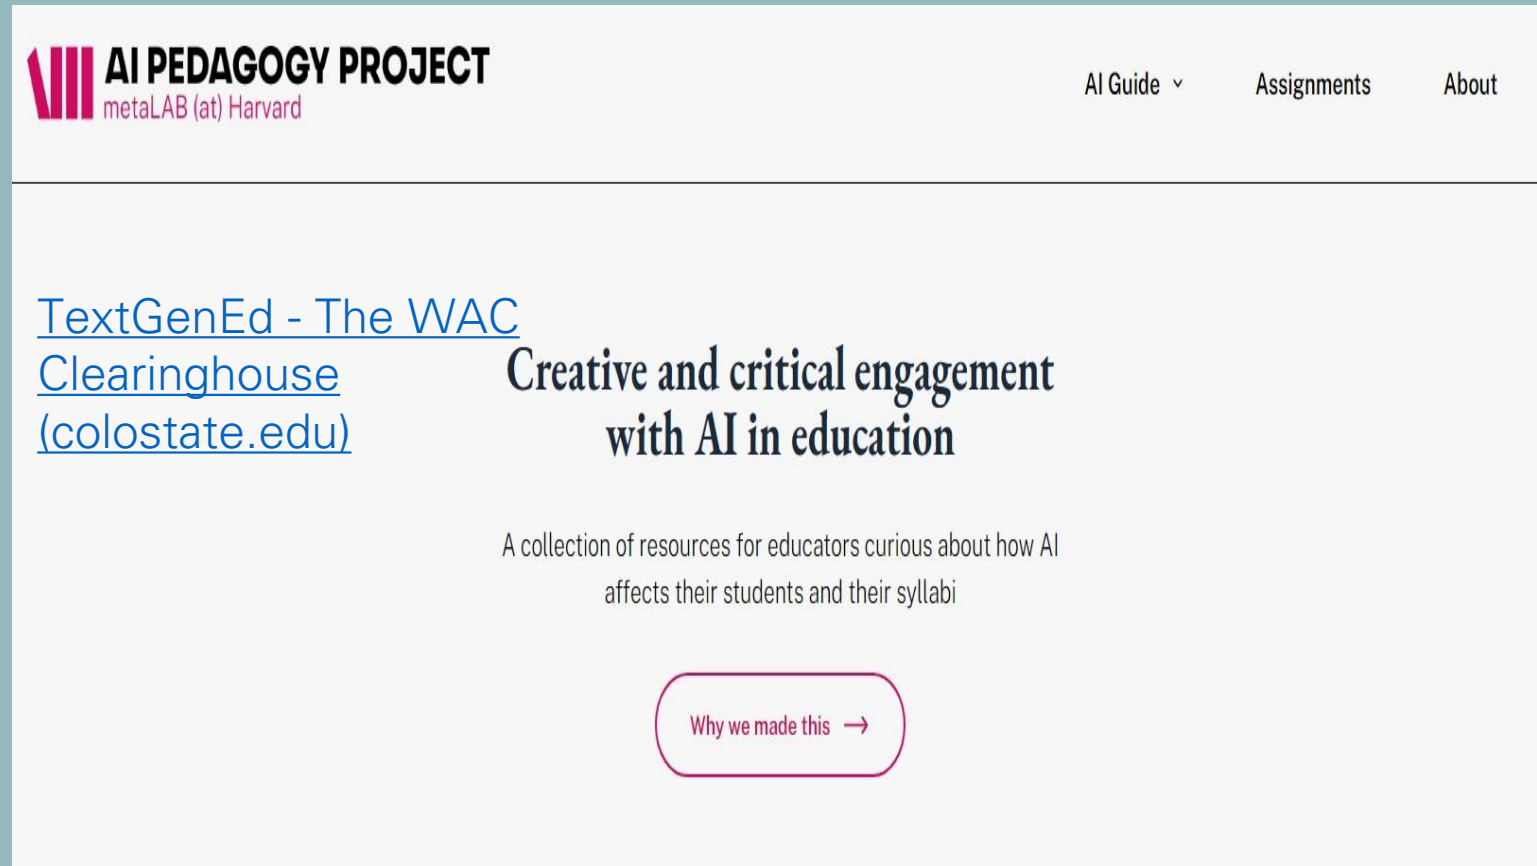 AI PEDAGOGY PROJECT
metaLAB (at) Harvard
AI Guide
Assignments
About
TextGenEd - The WAC
Clearinghouse
(colostate.edu)
Creative and critical engagement
with AI in education
A collection of resources for educators curious about how AI
affects their students and their syllabi
Why we made this →